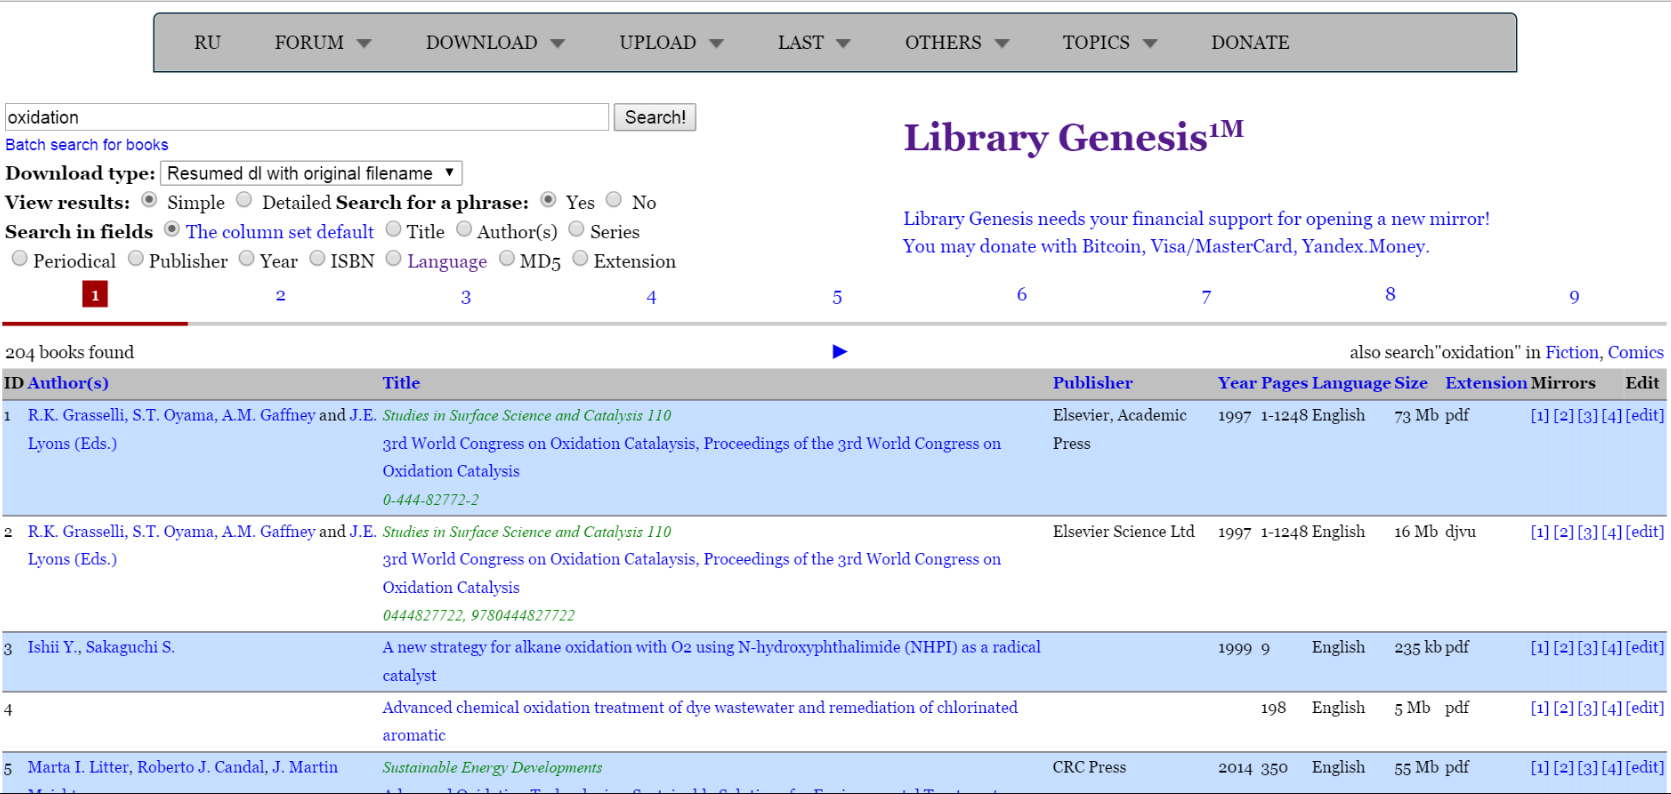 RU FORUM DOWNLOAD UPLOAD LAST OTHERS TOPICS DONATE
oxidation Search!
Batch search for books
Download type: Resumed dl with original filename
View results: Simple Detailed Search for a phrase: Yes No
Search in fields The column set default Title Author(s) Series
Periodical Publisher Year ISBN Language MD5 Extension
Library Genesis1M
Library Genesis needs your financial support for opening a new mirror!
You may donate with Bitcoin, Visa/MasterCard, Yandex.Money.
1 2 3 4 5 6 7 8 9
204 books found also search"oxidation" in Fiction, Comics
ID Author(s) Title Publisher Year Pages Language Size Extension Mirrors Edit
1 R.K. Grasselli, S.T. Oyama, A.M. Gaffney and J.E. Studies in Surface Science and Catalysis 110 Elsevier, Academic 1997 1-1248 English 73 Mb pdf [1] [2] [3] [4] [edit]
Lyons (Eds.) 3rd World Congress on Oxidation Catalaysis, Proceedings of the 3rd World Congress on Press
Oxidation Catalysis
0-444-82772-2
2 R.K. Grasselli, S.T. Oyama, A.M. Gaffney and J.E. Studies in Surface Science and Catalysis 110 Elsevier Science Ltd 1997 1-1248 English 16 Mb djvu [1] [2] [3] [4] [edit]
Lyons (Eds.) 3rd World Congress on Oxidation Catalaysis, Proceedings of the 3rd World Congress on
Oxidation Catalysis
0444827722, 9780444827722
3 Ishii Y., Sakaguchi S. A new strategy for alkane oxidation with O2 using N-hydroxyphthalimide (NHPI) as a radical 1999 9 English 235 kb pdf [1] [2] [3] [4] [edit]
catalyst
4 Advanced chemical oxidation treatment of dye wastewater and remediation of chlorinated 198 English 5 Mb pdf [1] [2] [3] [4] [edit]
aromatic
5 Marta I. Litter, Roberto J. Candal, J. Martin Sustainable Energy Developments CRC Press 2014 350 English 55 Mb pdf [1] [2] [3] [4] [edit]